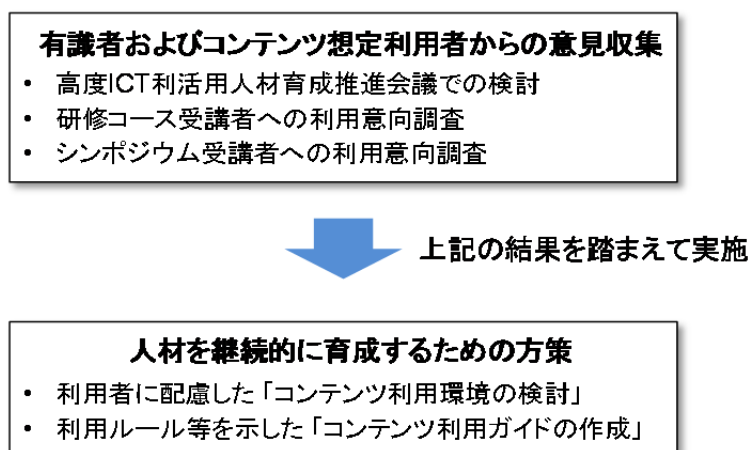 有識者およびコンテンツ想定利用者からの意見収集
• 高度ICT利活用人材育成推進会議での検討
• 研修コース受講者への利用意向調査
• シンポジウム受講者への利用意向調査
上記の結果を踏まえて実施
人材を継続的に育成するための方策
• 利用者に配慮した「コンテンツ利用環境の検討」
• 利用ルール等を示した「コンテンツ利用ガイドの作成」